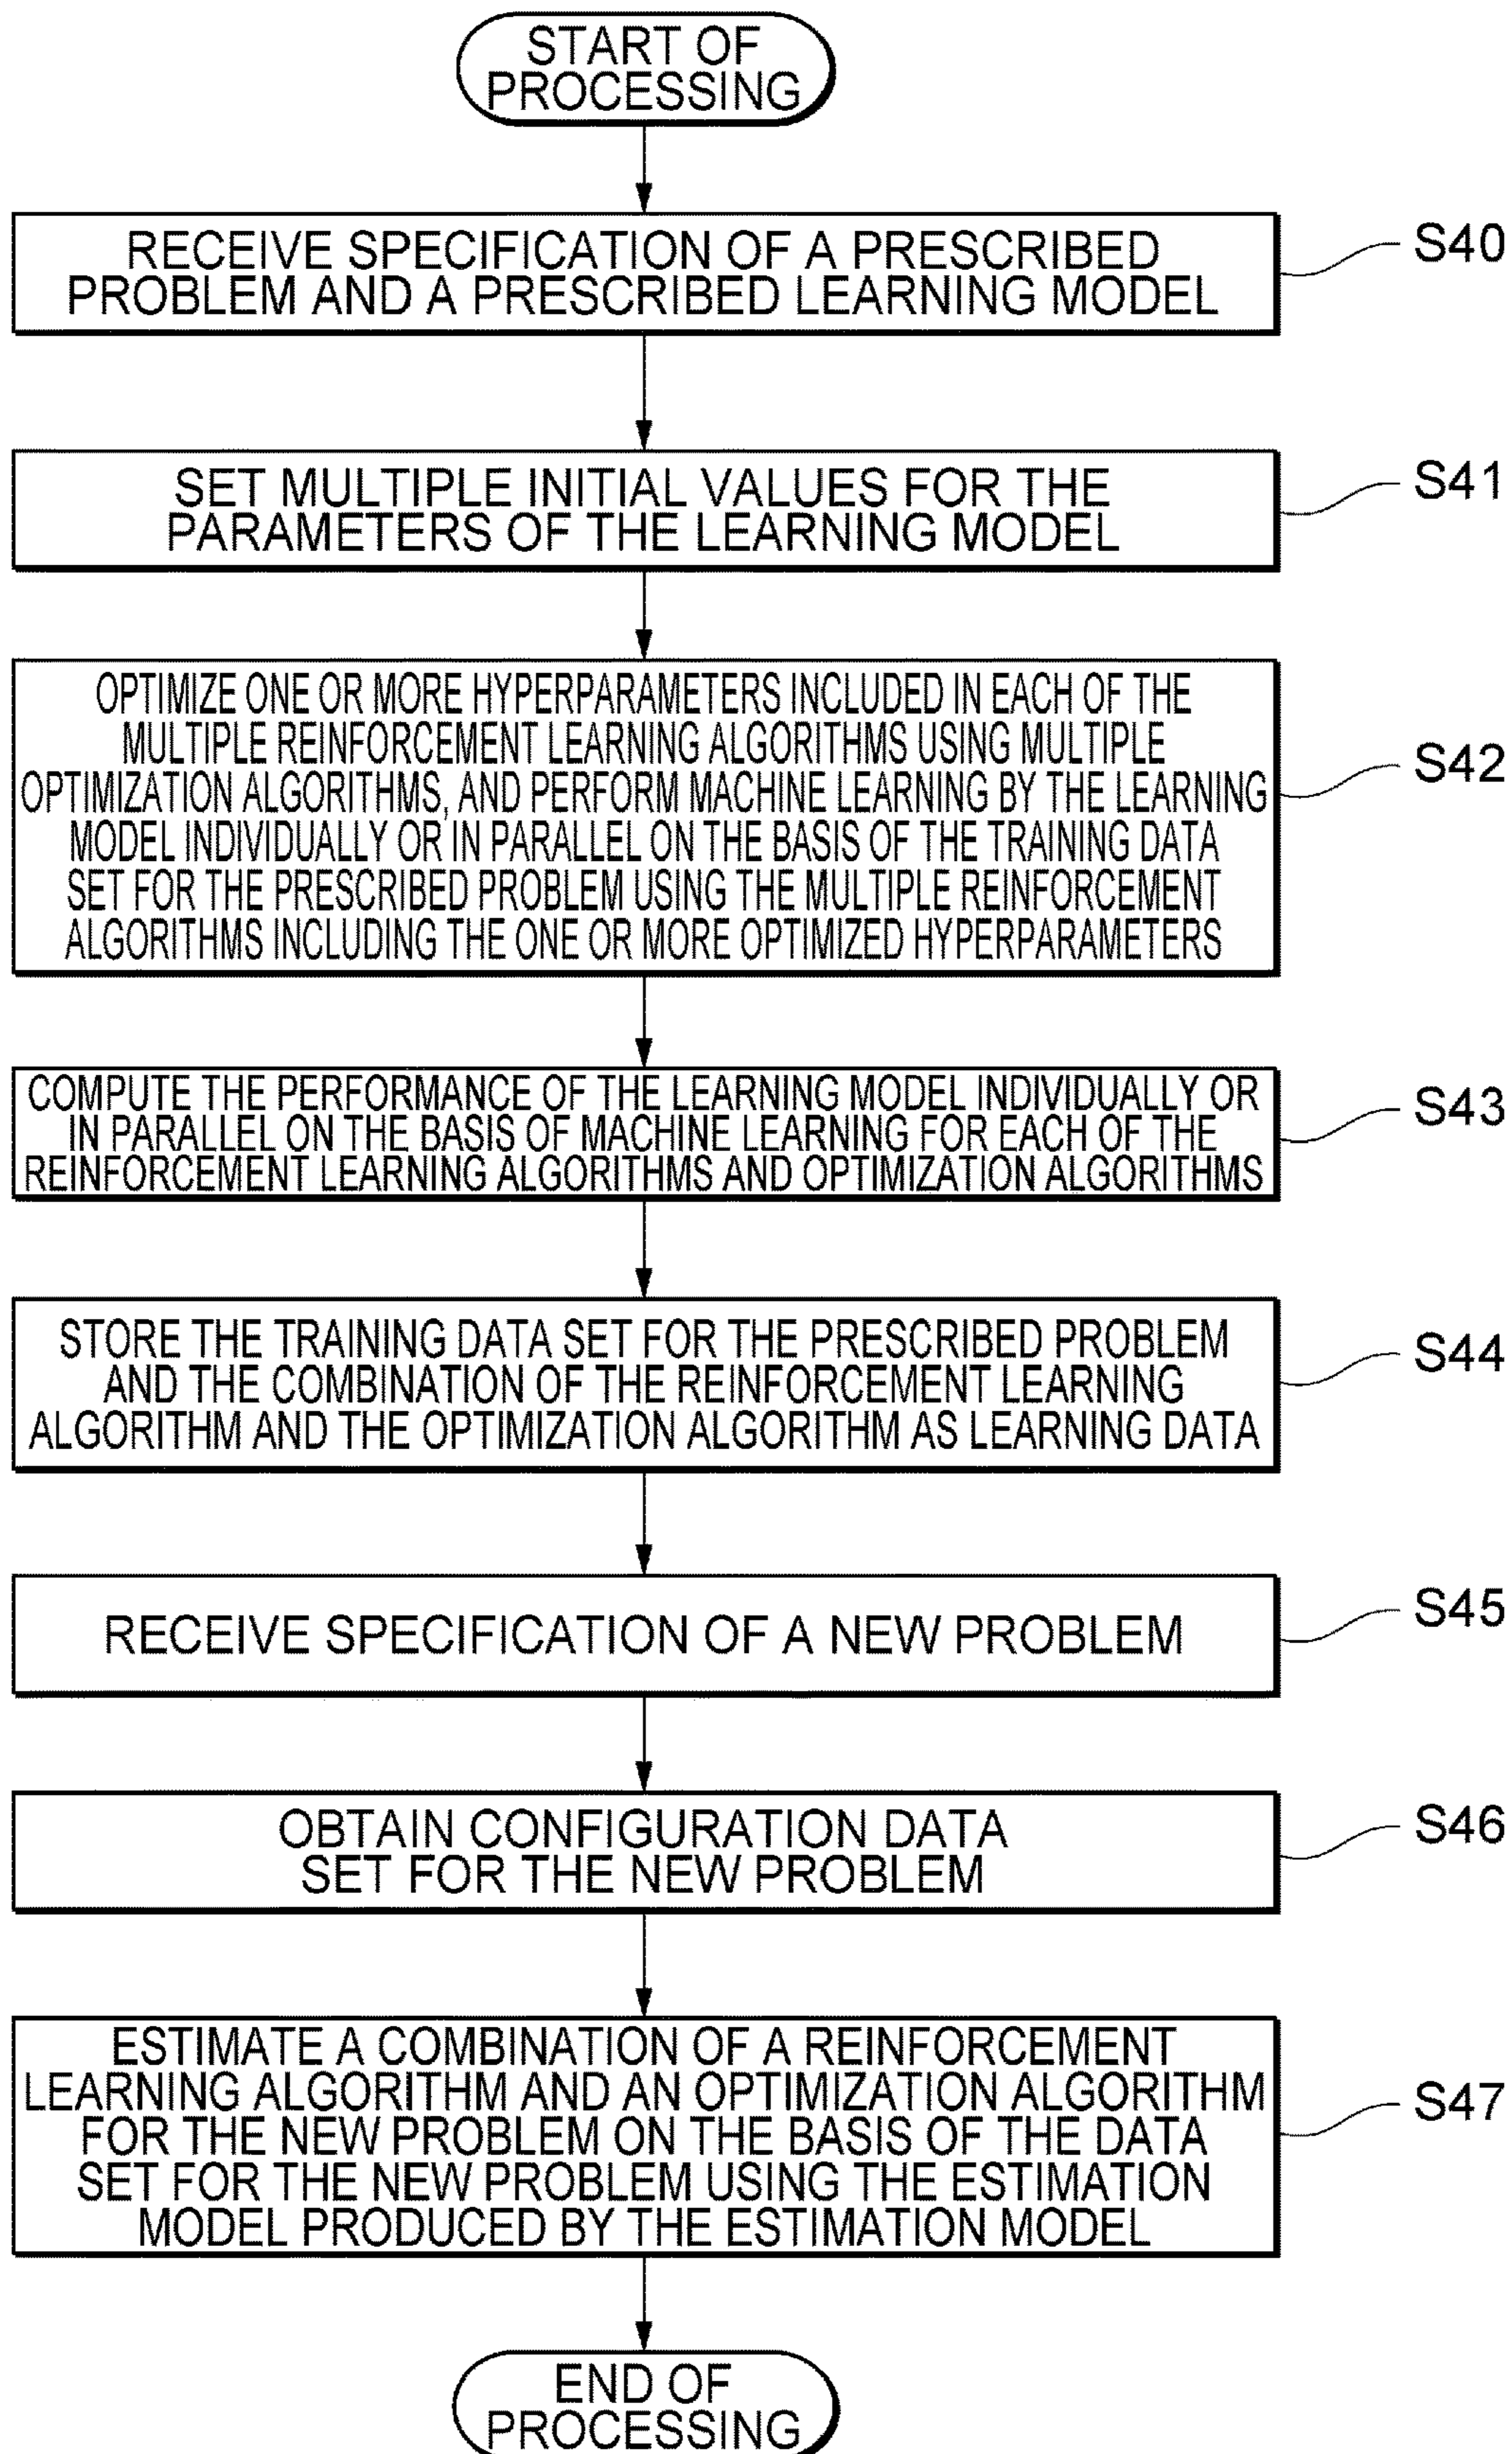 START OF
PROCESSING
RECEIVE SPECIFICATION OF A PRESCRIBED
PROBLEM AND A PRESCRIBED LEARNING MODEL
S40
SET MULTIPLE INITIAL VALUES FOR THE
PARAMETERS OF THE LEARNING MODEL
S41
OPTIMIZE ONE OR MORE HYPERPARAMETERS INCLUDED IN EACH OF THE
MULTIPLE REINFORCEMENT LEARNING ALGORITHMS USING MULTIPLE
OPTIMIZATION ALGORITHMS, AND PERFORM MACHINE LEARNING BY THE LEARNING
MODEL INDIVIDUALLY OR IN PARALLEL ON THE BASIS OF THE TRAINING DATA
SET FOR THE PRESCRIBED PROBLEM USING THE MULTIPLE REINFORCEMENT
ALGORITHMS INCLUDING THE ONE OR MORE OPTIMIZED HYPERPARAMETERS
S42
COMPUTE THE PERFORMANCE OF THE LEARNING MODEL INDIVIDUALLY OR
IN PARALLEL ON THE BASIS OF MACHINE LEARNING FOR EACH OF THE
REINFORCEMENT LEARNING ALGORITHMS AND OPTIMIZATION ALGORITHMS
S43
STORE THE TRAINING DATA SET FOR THE PRESCRIBED PROBLEM
AND THE COMBINATION OF THE REINFORCEMENT LEARNING
ALGORITHM AND THE OPTIMIZATION ALGORITHM AS LEARNING DATA
S44
RECEIVE SPECIFICATION OF A NEW PROBLEM
S45
OBTAIN CONFIGURATION DATA
SET FOR THE NEW PROBLEM
S46
ESTIMATE A COMBINATION OF A REINFORCEMENT
LEARNING ALGORITHM AND AN OPTIMIZATION ALGORITHM
FOR THE NEW PROBLEM ON THE BASIS OF THE DATA
SET FOR THE NEW PROBLEM USING THE ESTIMATION
MODEL PRODUCED BY THE ESTIMATION MODEL
S47
END OF
PROCESSING